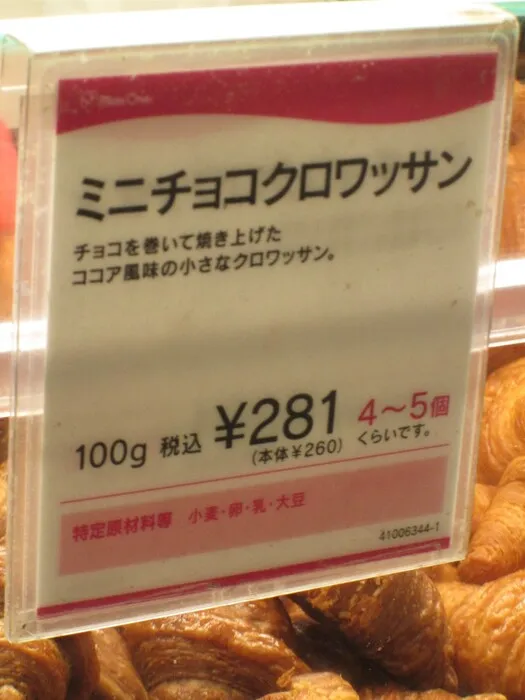 ミニチョコクロワッサン
チョコを巻いて焼き上げた
ココア風味の小さなクロワッサン。
100g 税込 ¥281 4～5個
(本体¥260) くらいです。
特定原材料等 小麦・卵・乳・大豆
41006344-1